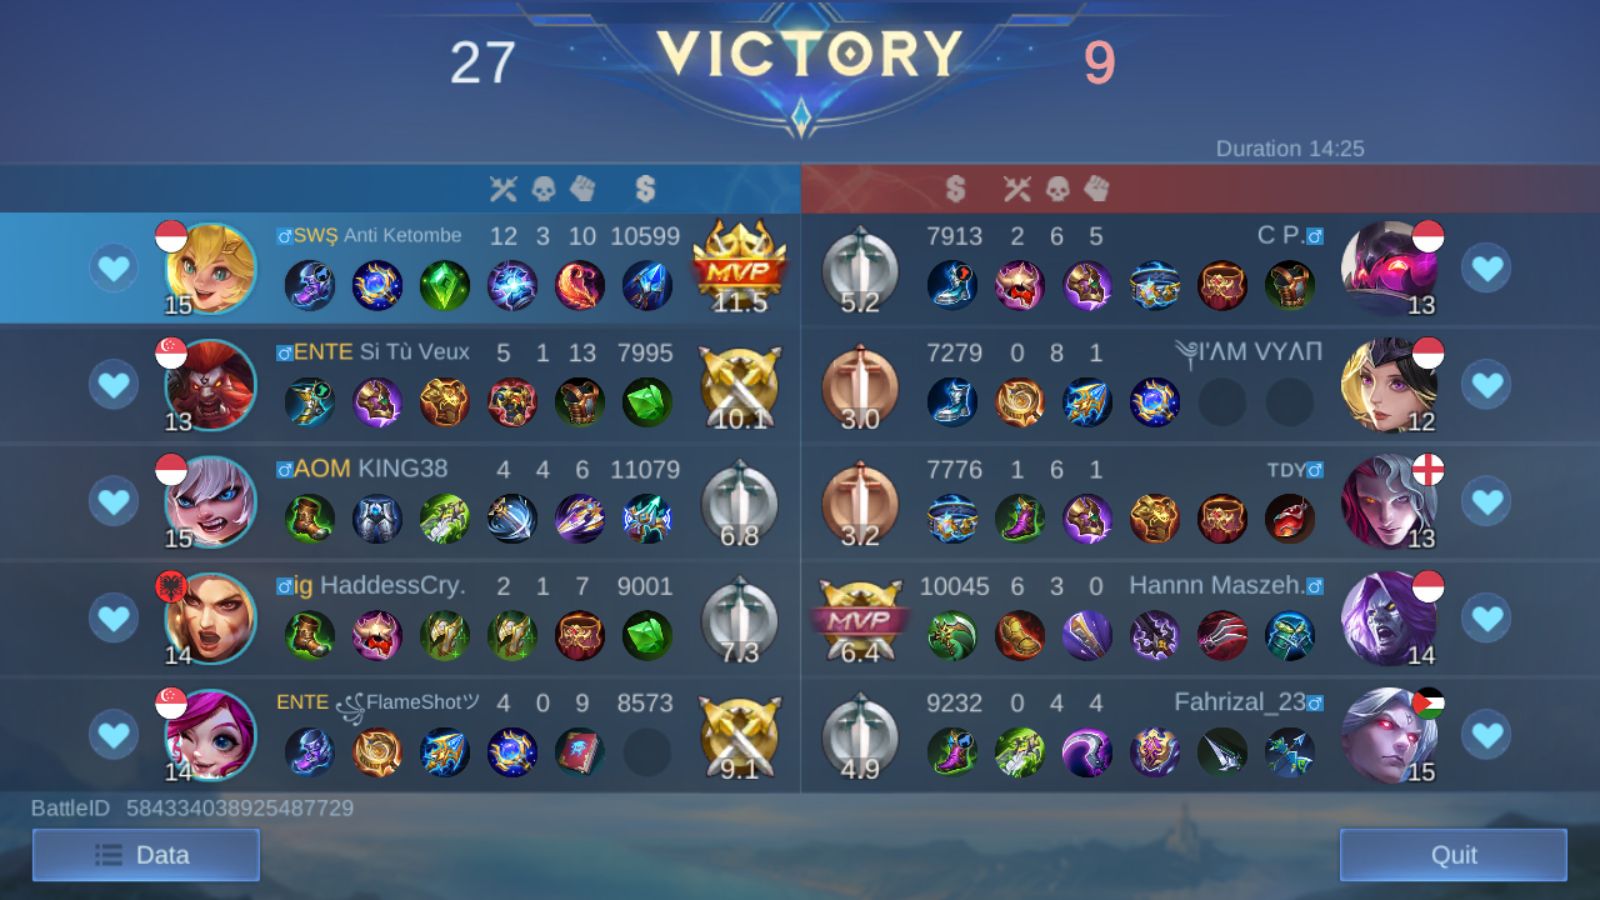 27 VICTORY 9
Duration 14:25
SWŞ Anti Ketombe 12 3 10 10599 MVP 11.5 15
5.2 7913 2 6 5 C P. 13
ENTE Si Tù Veux 5 1 13 7995 10.1 13
3.0 7279 0 8 1 ༄I'ΛM VYΛΠ 12
AOM KING38 4 4 6 11079 6.8 15
3.2 7776 1 6 1 TDY 13
ig HaddessCry. 2 1 7 9001 7.3 14
MVP 6.4 10045 6 3 0 Hannn Maszeh. 14
ENTE ꧁FlameShotツ 4 0 9 8573 9.1 14
4.9 9232 0 4 4 Fahrizal_23 15
BattleID 584334038925487729
Data
Quit